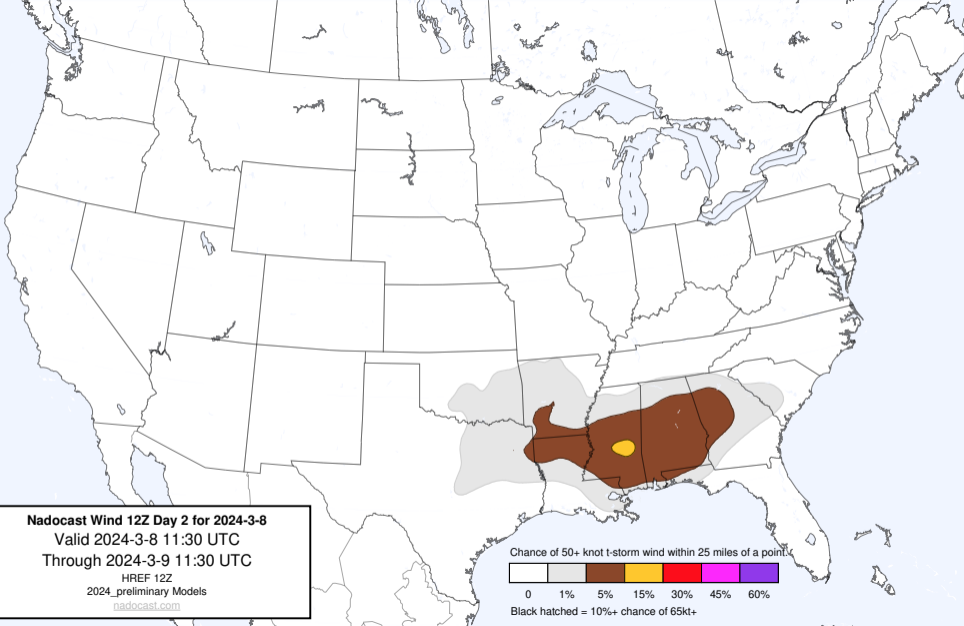 Nadocast Wind 12Z Day 2 for 2024-3-8
Valid 2024-3-8 11:30 UTC
Through 2024-3-9 11:30 UTC
HREF 12Z
2024_preliminary Models
nadocast.com
Chance of 50+ knot t-storm wind within 25 miles of a point.
0 1% 5% 15% 30% 45% 60%
Black hatched = 10%+ chance of 65kt+